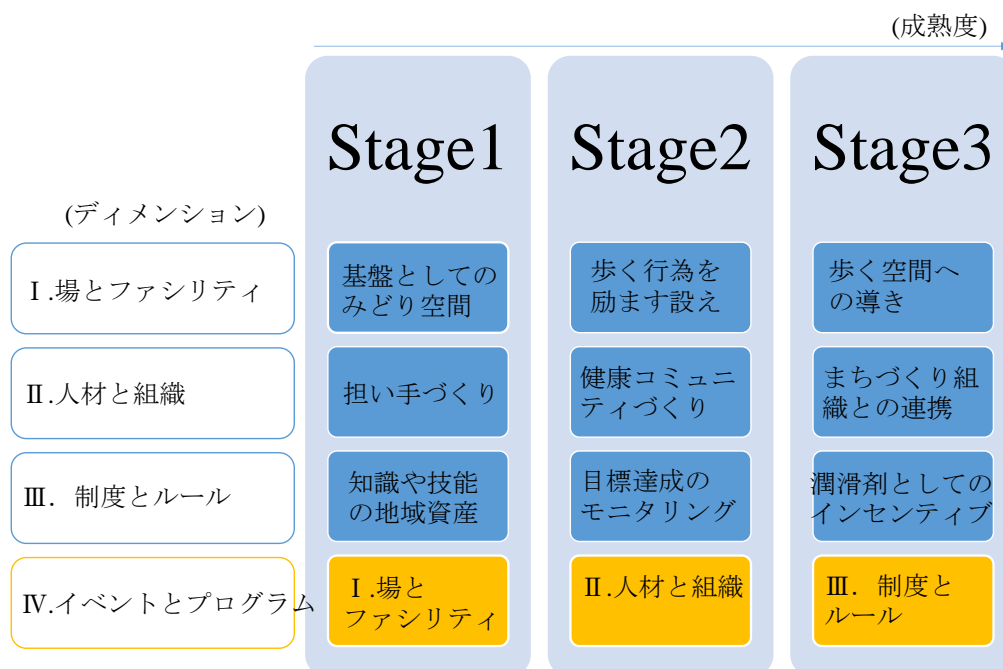 (成熟度)
Stage1
Stage2
Stage3
(ディメンション)
Ⅰ.場とファシリティ
基盤としての
みどり空間
歩く行為を
励ます設え
歩く空間へ
の導き
Ⅱ.人材と組織
担い手づくり
健康コミュニ
ティづくり
まちづくり組
織との連携
Ⅲ．制度とルール
知識や技能
の地域資産
目標達成の
モニタリング
潤滑剤としての
インセンティブ
Ⅳ.イベントとプログラム
Ⅰ.場と
ファシリティ
Ⅱ.人材と組織
Ⅲ．制度と
ルール